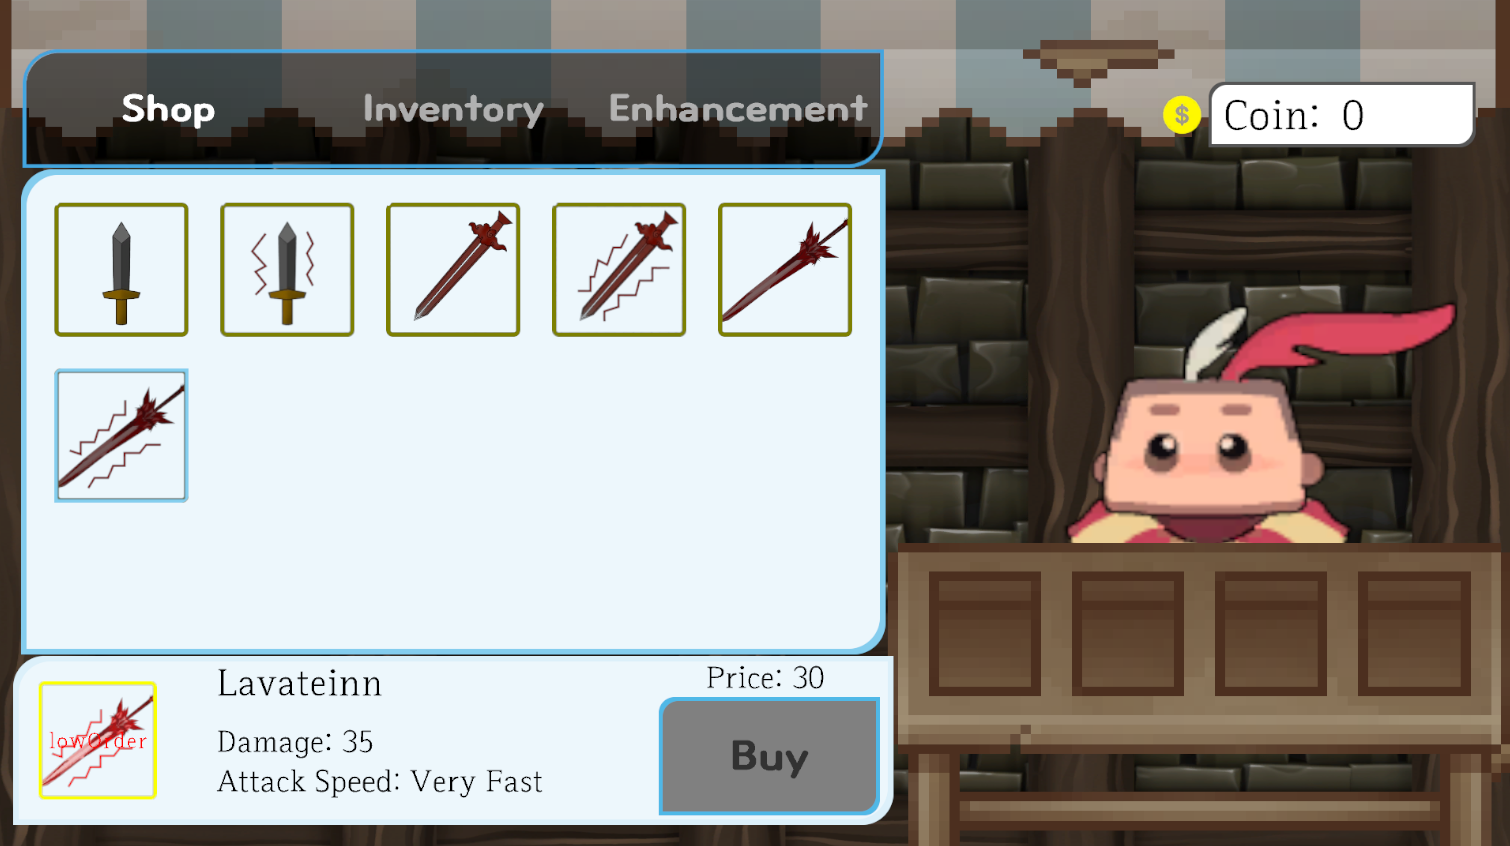 Shop Inventory Enhancement
$ Coin: 0
Lavateinn
Price: 30
lowOrder
Damage: 35
Attack Speed: Very Fast
Buy